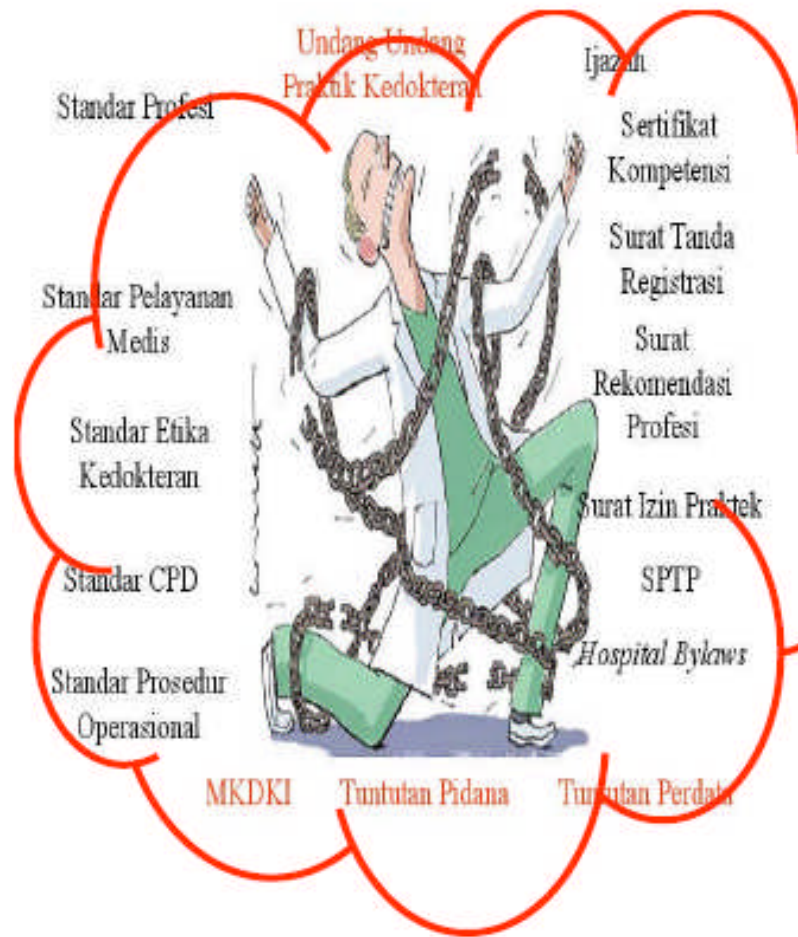 Undang Undang
Praktik Kedokteran
Standar Profesi
Standar Pelayanan
Medis
Standar Etika
Kedokteran
Standar CPD
Standar Prosedur
Operasional
Ijazah
Sertifikat
Kompetensi
Surat Tanda
Registrasi
Surat
Rekomendasi
Profesi
Surat Izin Praktek
SPTP
Hospital Bylaws
MKDKI Tuntutan Pidana Tuntutan Perdata